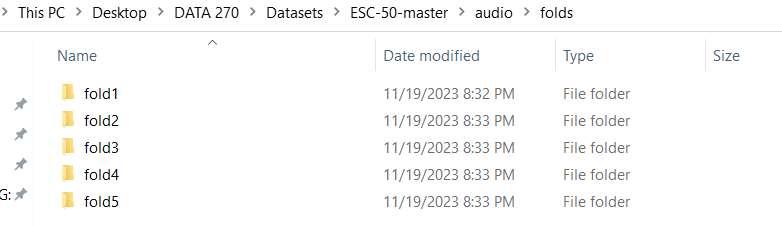 > This PC > Desktop > DATA 270 > Datasets > ESC-50-master > audio > folds
Name Date modified Type Size
fold1 11/19/2023 8:32 PM File folder
fold2 11/19/2023 8:33 PM File folder
fold3 11/19/2023 8:33 PM File folder
fold4 11/19/2023 8:33 PM File folder
G: fold5 11/19/2023 8:33 PM File folder